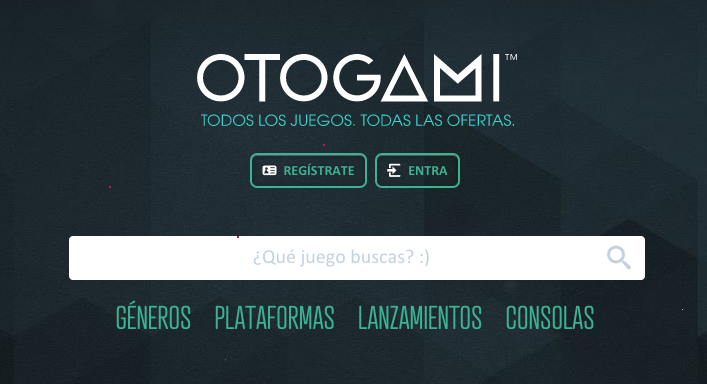 OTOGAMI™
TODOS LOS JUEGOS. TODAS LAS OFERTAS.
REGÍSTRATE ENTRA
¿Qué juego buscas? :)
GÉNEROS PLATAFORMAS LANZAMIENTOS CONSOLAS